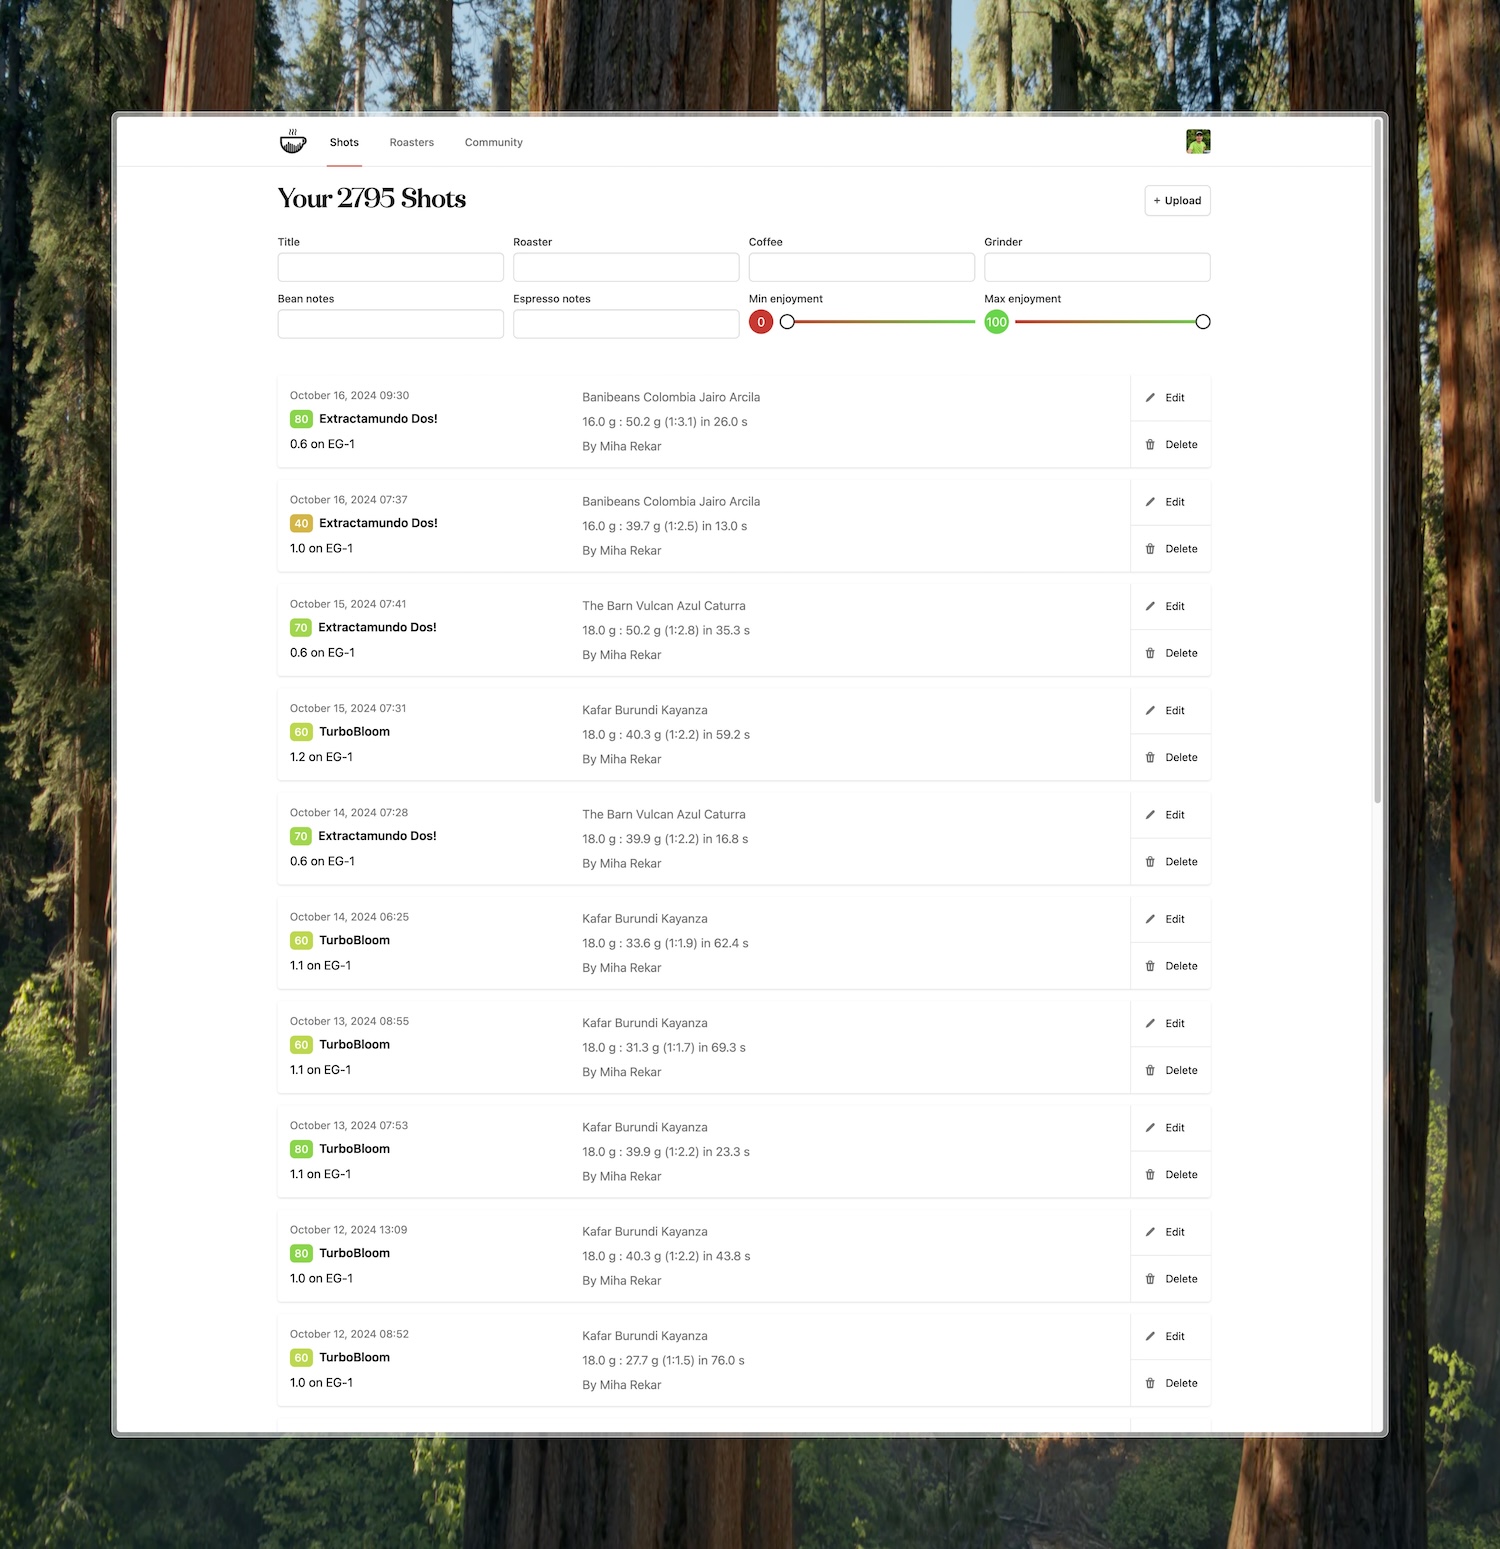 Shots
Roasters
Community
Your 2795 Shots
+ Upload
Title
Roaster
Coffee
Grinder
Bean notes
Espresso notes
Min enjoyment
Max enjoyment
0
100
October 16, 2024 09:30
80 Extractamundo Dos!
0.6 on EG-1
Banibeans Colombia Jairo Arcila
16.0 g : 50.2 g (1:3.1) in 26.0 s
By Miha Rekar
Edit
Delete
October 16, 2024 07:37
40 Extractamundo Dos!
1.0 on EG-1
Banibeans Colombia Jairo Arcila
16.0 g : 39.7 g (1:2.5) in 13.0 s
By Miha Rekar
Edit
Delete
October 15, 2024 07:41
70 Extractamundo Dos!
0.6 on EG-1
The Barn Vulcan Azul Caturra
18.0 g : 50.2 g (1:2.8) in 35.3 s
By Miha Rekar
Edit
Delete
October 15, 2024 07:31
60 TurboBloom
1.2 on EG-1
Kafar Burundi Kayanza
18.0 g : 40.3 g (1:2.2) in 59.2 s
By Miha Rekar
Edit
Delete
October 14, 2024 07:28
70 Extractamundo Dos!
0.6 on EG-1
The Barn Vulcan Azul Caturra
18.0 g : 39.9 g (1:2.2) in 16.8 s
By Miha Rekar
Edit
Delete
October 14, 2024 06:25
60 TurboBloom
1.1 on EG-1
Kafar Burundi Kayanza
18.0 g : 33.6 g (1:1.9) in 62.4 s
By Miha Rekar
Edit
Delete
October 13, 2024 08:55
60 TurboBloom
1.1 on EG-1
Kafar Burundi Kayanza
18.0 g : 31.3 g (1:1.7) in 69.3 s
By Miha Rekar
Edit
Delete
October 13, 2024 07:53
80 TurboBloom
1.1 on EG-1
Kafar Burundi Kayanza
18.0 g : 39.9 g (1:2.2) in 23.3 s
By Miha Rekar
Edit
Delete
October 12, 2024 13:09
80 TurboBloom
1.0 on EG-1
Kafar Burundi Kayanza
18.0 g : 40.3 g (1:2.2) in 43.8 s
By Miha Rekar
Edit
Delete
October 12, 2024 08:52
60 TurboBloom
1.0 on EG-1
Kafar Burundi Kayanza
18.0 g : 27.7 g (1:1.5) in 76.0 s
By Miha Rekar
Edit
Delete